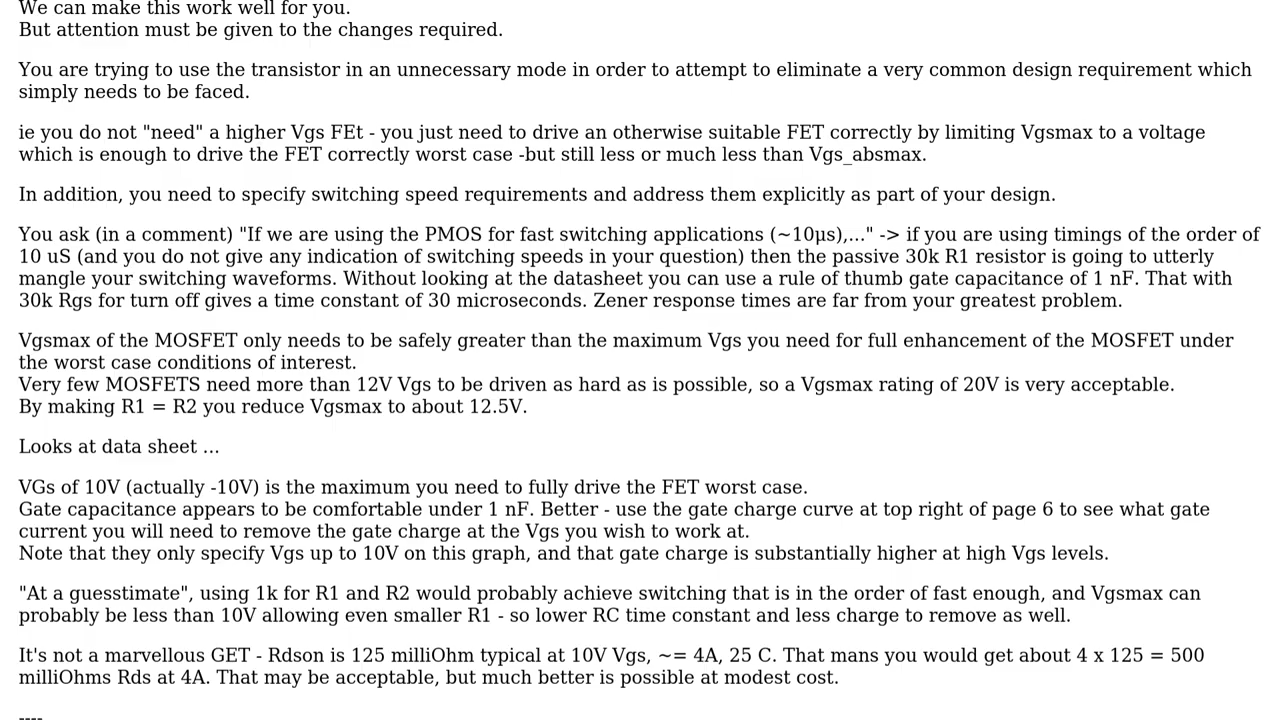 We can make this work well for you.
But attention must be given to the changes required.
You are trying to use the transistor in an unnecessary mode in order to attempt to eliminate a very common design requirement which
simply needs to be faced.
ie you do not "need" a higher Vgs FEt - you just need to drive an otherwise suitable FET correctly by limiting Vgsmax to a voltage
which is enough to drive the FET correctly worst case -but still less or much less than Vgs_absmax.
In addition, you need to specify switching speed requirements and address them explicitly as part of your design.
You ask (in a comment) "If we are using the PMOS for fast switching applications (~10μs),..." -> if you are using timings of the order of
10 uS (and you do not give any indication of switching speeds in your question) then the passive 30k R1 resistor is going to utterly
mangle your switching waveforms. Without looking at the datasheet you can use a rule of thumb gate capacitance of 1 nF. That with
30k Rgs for turn off gives a time constant of 30 microseconds. Zener response times are far from your greatest problem.
Vgsmax of the MOSFET only needs to be safely greater than the maximum Vgs you need for full enhancement of the MOSFET under
the worst case conditions of interest.
Very few MOSFETS need more than 12V Vgs to be driven as hard as is possible, so a Vgsmax rating of 20V is very acceptable.
By making R1 = R2 you reduce Vgsmax to about 12.5V.
Looks at data sheet ...
VGs of 10V (actually -10V) is the maximum you need to fully drive the FET worst case.
Gate capacitance appears to be comfortable under 1 nF. Better - use the gate charge curve at top right of page 6 to see what gate
current you will need to remove the gate charge at the Vgs you wish to work at.
Note that they only specify Vgs up to 10V on this graph, and that gate charge is substantially higher at high Vgs levels.
"At a guesstimate", using 1k for R1 and R2 would probably achieve switching that is in the order of fast enough, and Vgsmax can
probably be less than 10V allowing even smaller R1 - so lower RC time constant and less charge to remove as well.
It's not a marvellous GET - Rdson is 125 milliOhm typical at 10V Vgs, ~= 4A, 25 C. That mans you would get about 4 x 125 = 500
milliOhms Rds at 4A. That may be acceptable, but much better is possible at modest cost.
----